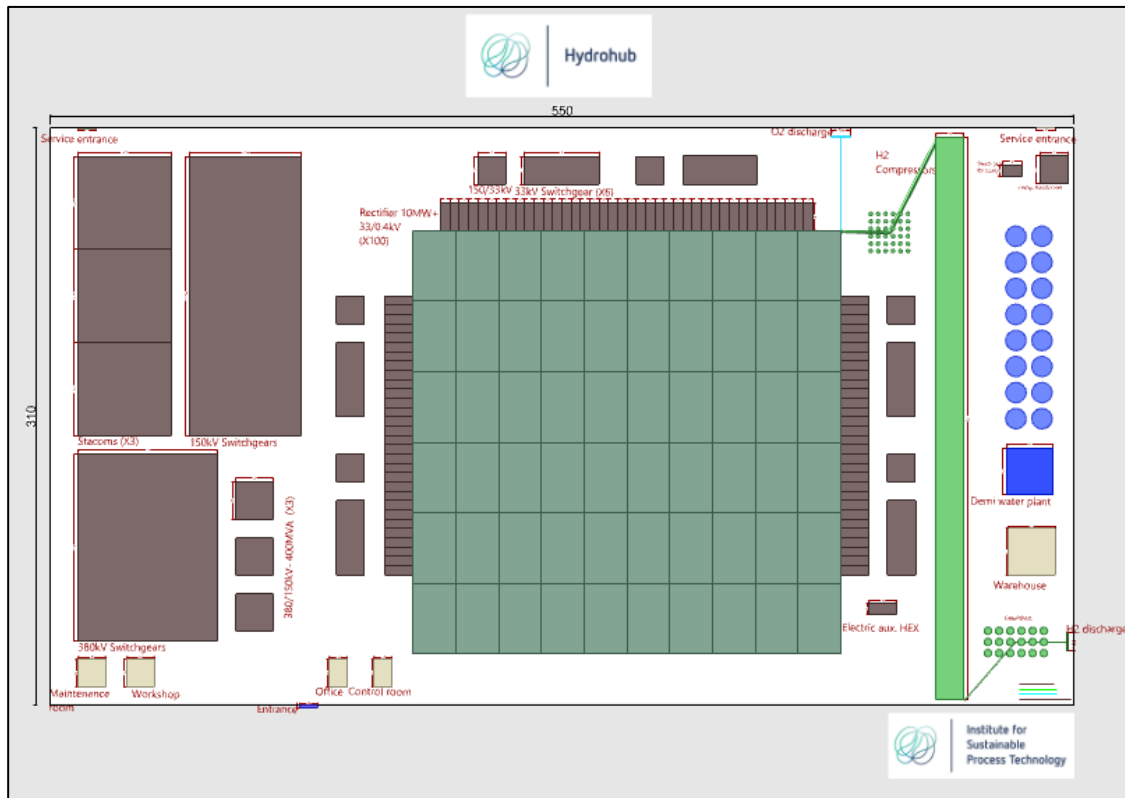 Hydrohub
550
Service entrance
O2 discharge
Service entrance
H2
Compressors
150/33kV
33kV Switchgear (X5)
Rectifier 10MW+
33/0.4kV
(X100)
310
Stacoms (X3)
150kV Switchgears
380/150kV- 400MVA (X3)
Demi water plant
Warehouse
Electric aux. HEX
H2 discharge
380kV Switchgears
Maintenance
room
Workshop
Office
Control room
Entrance
Institute for
Sustainable
Process Technology